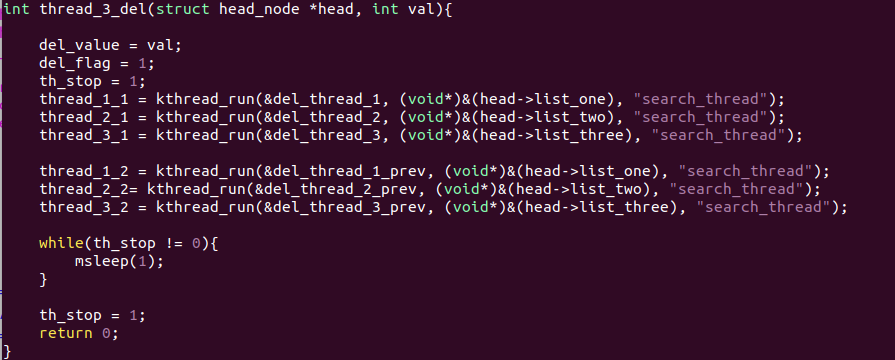 int thread_3_del(struct head_node *head, int val){
    del_value = val;
    del_flag = 1;
    th_stop = 1;
    thread_1_1 = kthread_run(&del_thread_1, (void*)&(head->list_one), "search_thread");
    thread_2_1 = kthread_run(&del_thread_2, (void*)&(head->list_two), "search_thread");
    thread_3_1 = kthread_run(&del_thread_3, (void*)&(head->list_three), "search_thread");
    thread_1_2 = kthread_run(&del_thread_1_prev, (void*)&(head->list_one), "search_thread");
    thread_2_2= kthread_run(&del_thread_2_prev, (void*)&(head->list_two), "search_thread");
    thread_3_2 = kthread_run(&del_thread_3_prev, (void*)&(head->list_three), "search_thread");
    while(th_stop != 0){
        msleep(1);
    }
    th_stop = 1;
    return 0;
}